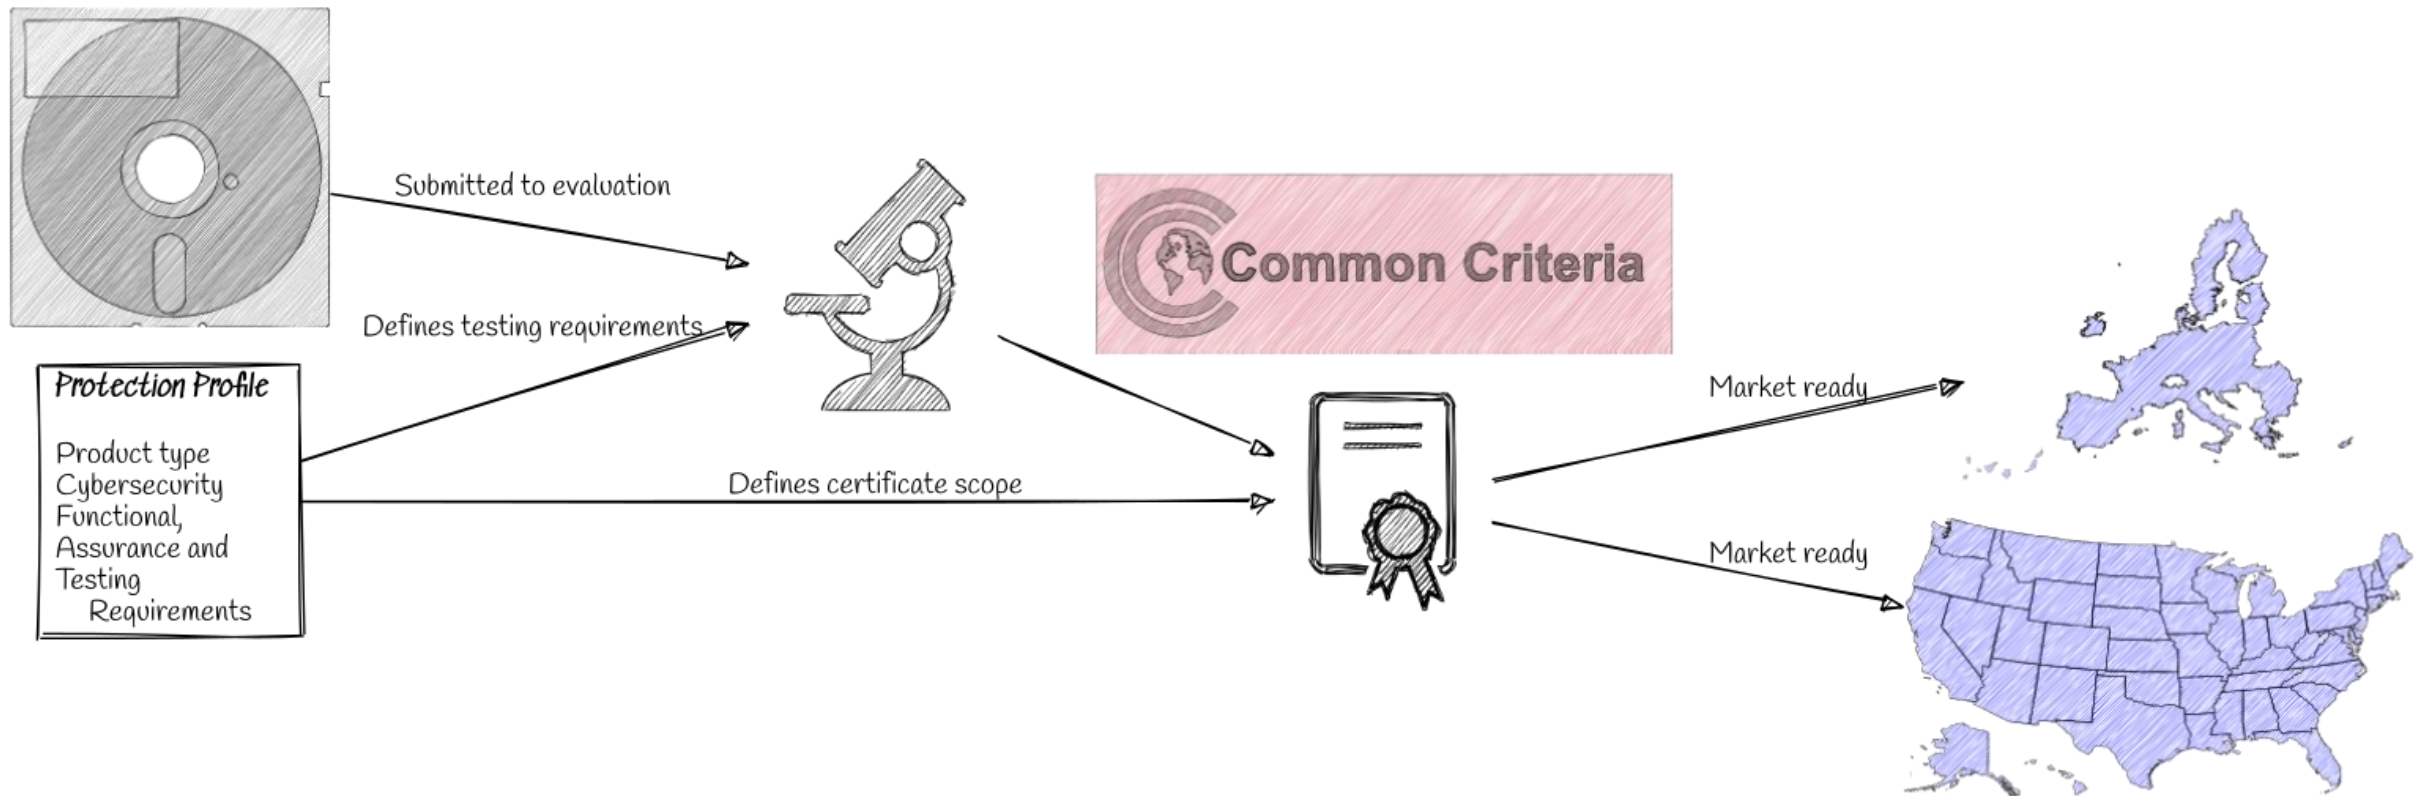 Submitted to evaluation
Defines testing requirements
Common Criteria
Protection Profile
Product type
Cybersecurity
Functional,
Assurance and
Testing
Requirements
Defines certificate scope
Market ready
Market ready